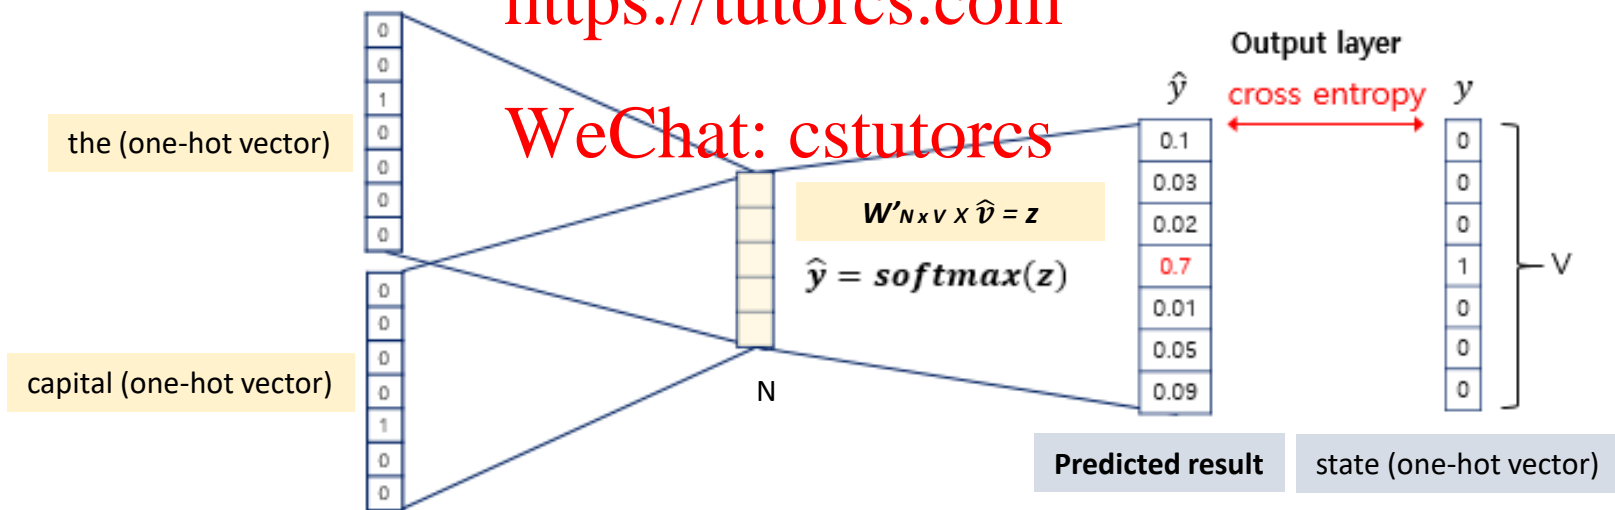 https://tutorcs.com
WeChat: cstutorcs
the (one-hot vector)
0
0
1
0
0
0
0
capital (one-hot vector)
0
0
0
0
1
0
0
N
W'N x V X v̂ = z
ŷ = softmax(z)
Output layer
ŷ
cross entropy
y
0.1
0.03
0.02
0.7
0.01
0.05
0.09
0
0
0
1
0
0
0
V
Predicted result
state (one-hot vector)